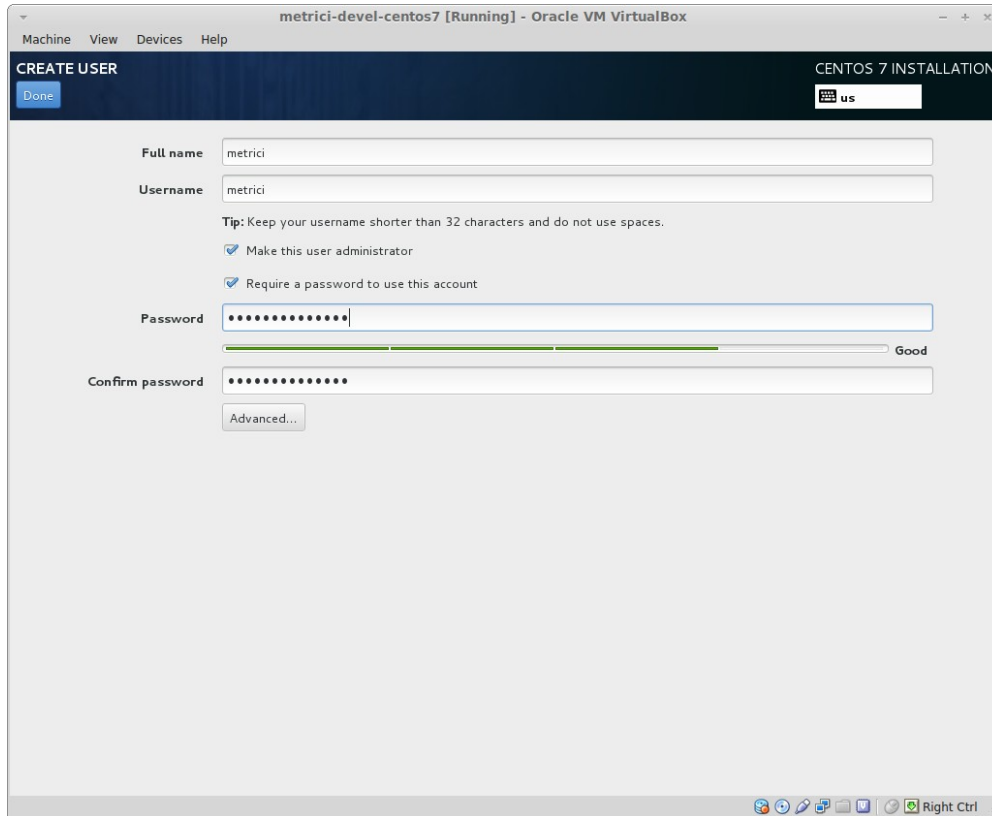 metrici-devel-centos7 [Running] - Oracle VM VirtualBox
Machine View Devices Help
CREATE USER
CENTOS 7 INSTALLATION
Done
us
Full name metrici
Username metrici
Tip: Keep your username shorter than 32 characters and do not use spaces.
Make this user administrator
Require a password to use this account
Password ••••••••••••••
Good
Confirm password ••••••••••••••
Advanced...
Right Ctrl